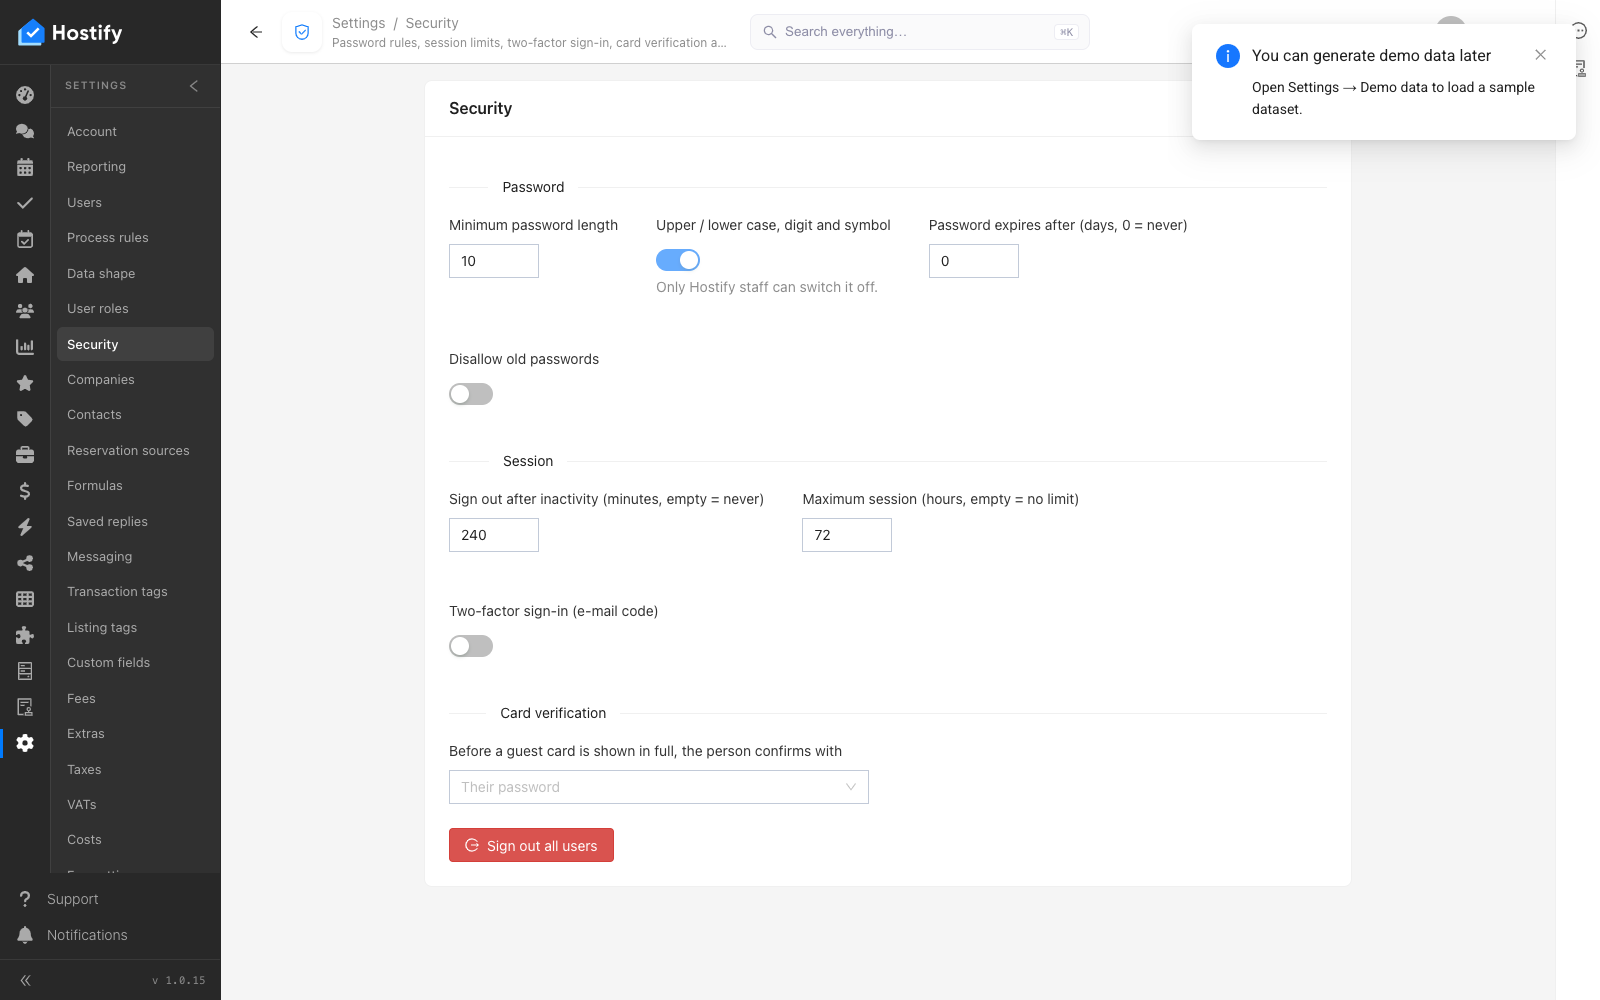 Hostify
SETTINGS
Account
Reporting
Users
Process rules
Data shape
User roles
Security
Companies
Contacts
Reservation sources
Formulas
Saved replies
Messaging
Transaction tags
Listing tags
Custom fields
Fees
Extras
Taxes
VATs
Costs
Support
Notifications
v 1.0.15
Settings / Security
Password rules, session limits, two-factor sign-in, card verification a...
Search everything...
⌘K
You can generate demo data later
Open Settings → Demo data to load a sample
dataset.
Security
Password
Minimum password length
10
Upper / lower case, digit and symbol
Only Hostify staff can switch it off.
Password expires after (days, 0 = never)
0
Disallow old passwords
Session
Sign out after inactivity (minutes, empty = never)
240
Maximum session (hours, empty = no limit)
72
Two-factor sign-in (e-mail code)
Card verification
Before a guest card is shown in full, the person confirms with
Their password
Sign out all users